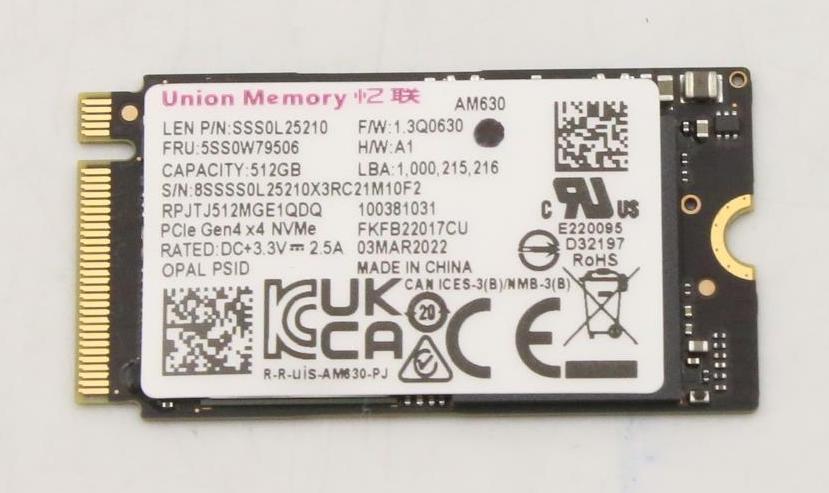 Union Memory 忆联
AM630
LEN P/N:SSS0L25210 F/W:1.3Q0630
FRU:5SS0W79506 H/W:A1
CAPACITY:512GB LBA:1,000,215,216
S/N:8SSSS0L25210X3RC21M10F2
RPJTJ512MGE1QDQ 100381031
PCIe Gen4 x4 NVMe FKFB22017CU
RATED:DC+3.3V⎓2.5A 03MAR2022
OPAL PSID MADE IN CHINA
c RU US
E220095
D32197
RoHS
CAN ICES-3(B)/NMB-3(B)
UK
CA
20
CE
R-R-UiS-AM630-PJ